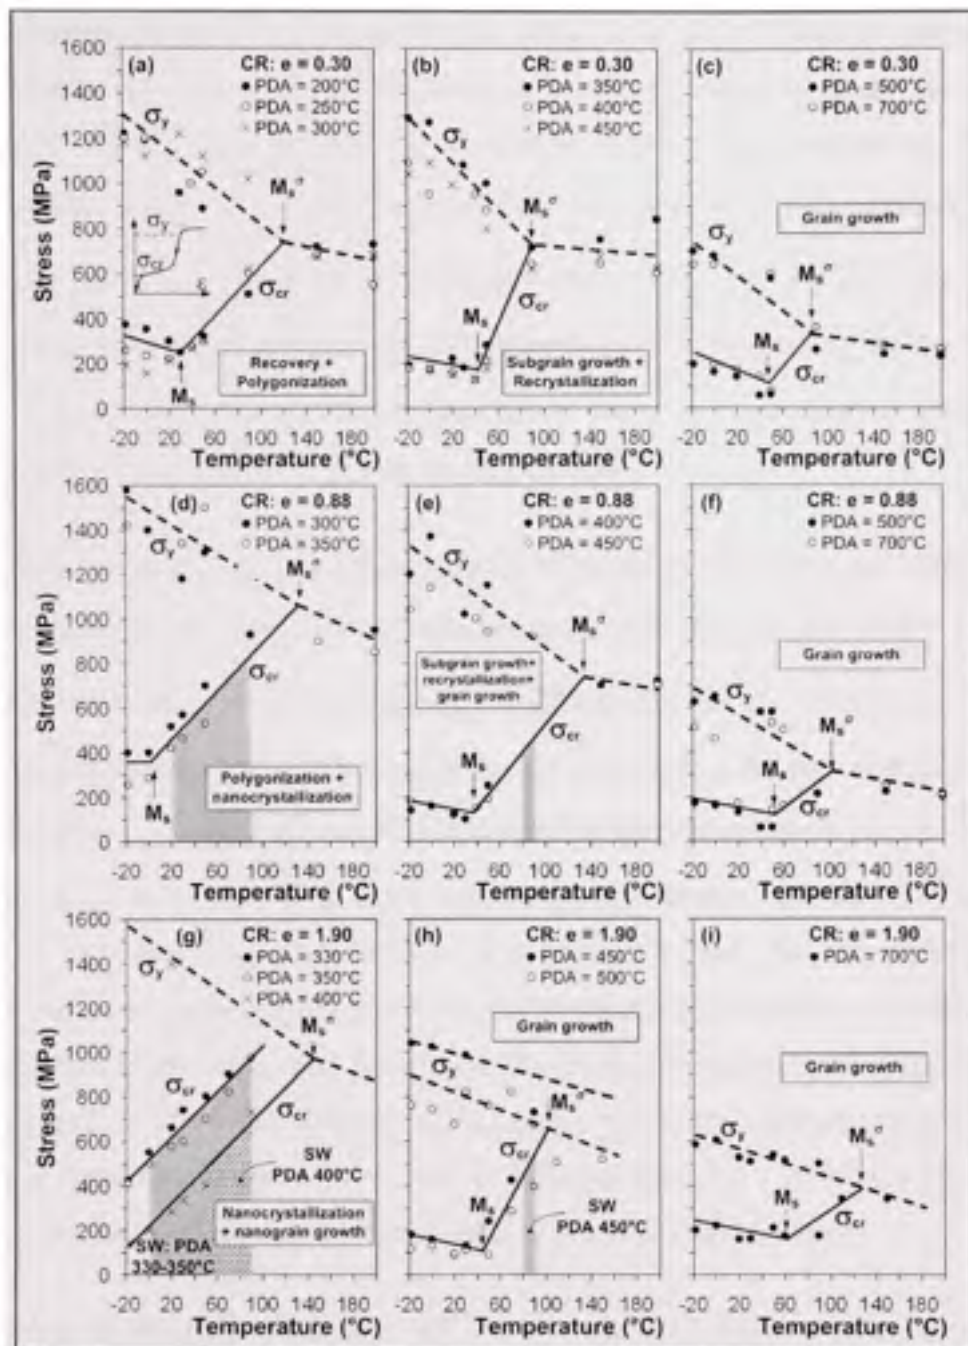 Stress (MPa)
1600
1400
1200
1000
800
600
400
200
0
(a)
CR: e = 0.30
PDA = 200°C
PDA = 250°C
PDA = 300°C
σy
Msσ
σy
σcr
σcr
Recovery +
Polygonization
Ms
-20 20 60 100 140 180
Temperature (°C)
(b)
CR: e = 0.30
PDA = 350°C
PDA = 400°C
PDA = 450°C
σy
Msσ
Ms
σcr
Subgrain growth +
Recrystallization
-20 20 60 100 140 180
Temperature (°C)
(c)
CR: e = 0.30
PDA = 500°C
PDA = 700°C
Grain growth
σy
Msσ
Ms
σcr
-20 20 60 100 140 180
Temperature (°C)
Stress (MPa)
1600
1400
1200
1000
800
600
400
200
0
(d)
CR: e = 0.88
PDA = 300°C
PDA = 350°C
σy
Msσ
σcr
Polygonization +
nanocrystallization
Ms
-20 20 60 100 140 180
Temperature (°C)
(e)
CR: e = 0.88
PDA = 400°C
PDA = 450°C
σy
Msσ
Subgrain growth+
recrystallization+
grain growth
σcr
Ms
-20 20 60 100 140 180
Temperature (°C)
(f)
CR: e = 0.88
PDA = 500°C
PDA = 700°C
Grain growth
σy
Msσ
Ms
σcr
-20 20 60 100 140 180
Temperature (°C)
Stress (MPa)
1600
1400
1200
1000
800
600
400
200
0
(g)
CR: e = 1.90
PDA = 330°C
PDA = 350°C
PDA = 400°C
σy
Msσ
σcr
σcr
SW
PDA 400°C
Nanocrystallization
+ nanograin growth
SW: PDA
330-350°C
-20 20 60 100 140 180
Temperature (°C)
(h)
CR: e = 1.90
PDA = 450°C
PDA = 500°C
Grain growth
σy
Msσ
σcr
Ms
SW
PDA 450°C
-20 20 60 100 140 180
Temperature (°C)
(i)
CR: e = 1.90
PDA = 700°C
Grain growth
σy
Msσ
Ms
σcr
-20 20 60 100 140 180
Temperature (°C)